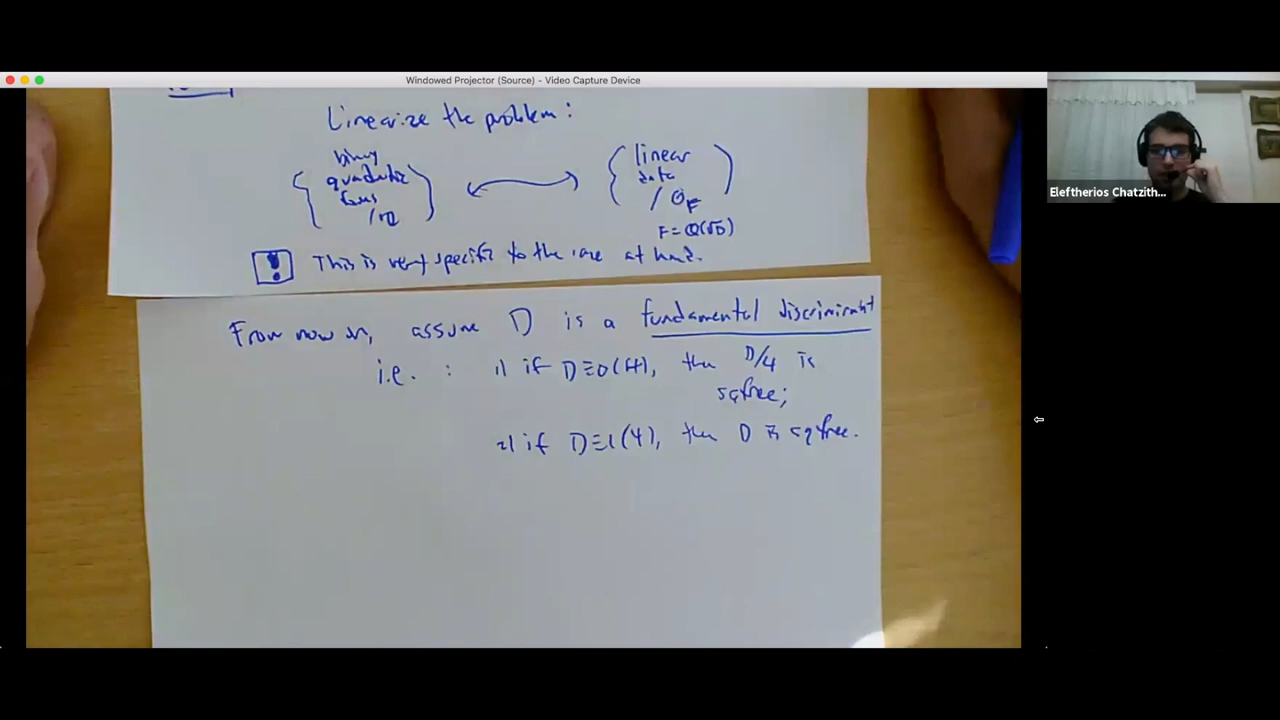 Windowed Projector (Source) - Video Capture Device
Linearize the problem:
binary
quadratic
forms
/ℚ
linear
data
/ O_F
F = Q(√D)
! This is very specific to the case at hand.
Eleftherios Chatzith...
From now on, assume D is a fundamental discriminant
i.e. : 1) if D≡0(4), then D/4 is
sqfree;
2) if D≡1(4), then D is sqfree.